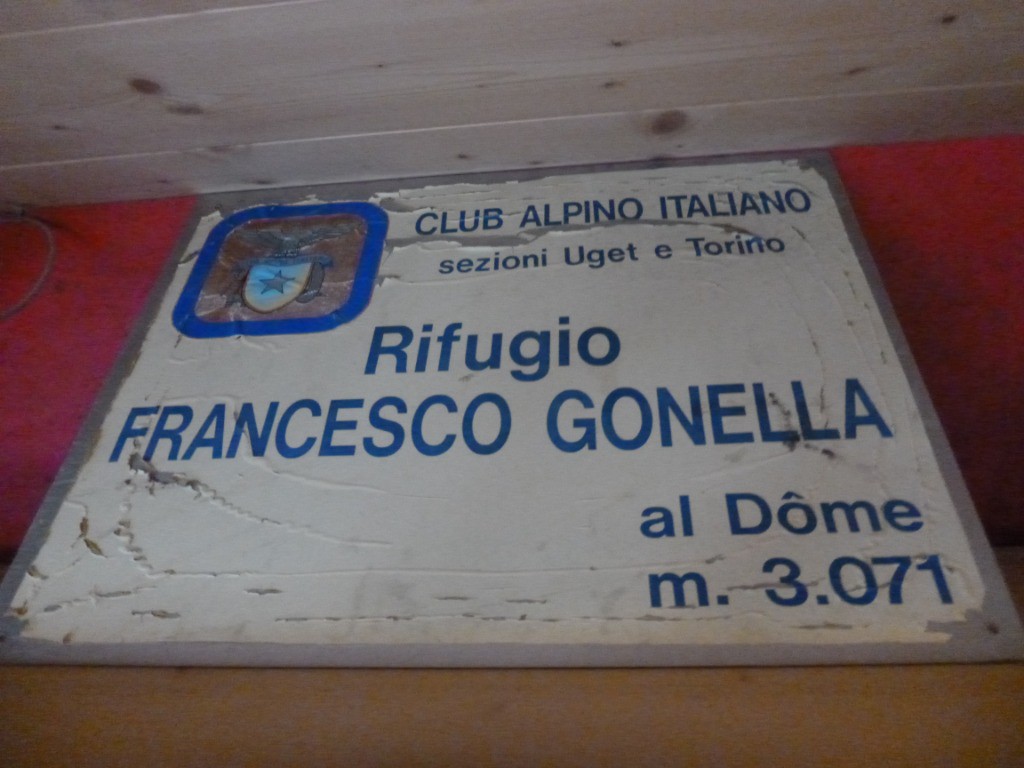 CLUB ALPINO ITALIANO
sezioni Uget e Torino
Rifugio
FRANCESCO GONELLA
al Dôme
m. 3.071